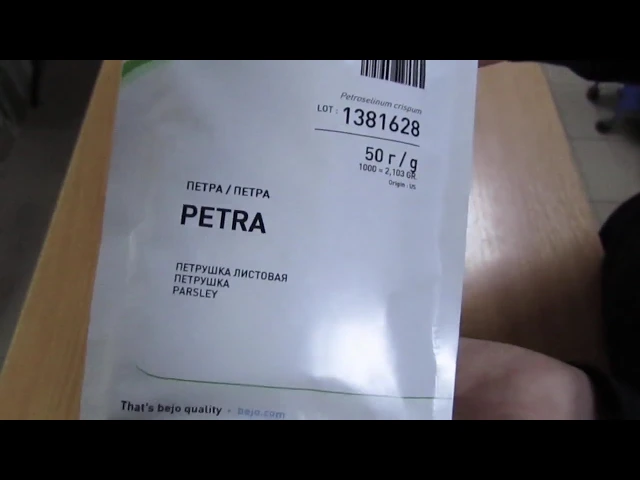 Petroselinum crispum
LOT : 1381628
50 г / g
1000 = 2,103 GR.
Origin : US
ПЕТРА / ПЕТРА
PETRA
ПЕТРУШКА ЛИСТОВАЯ
ПЕТРУШКА
PARSLEY
That's bejo quality • bejo.com